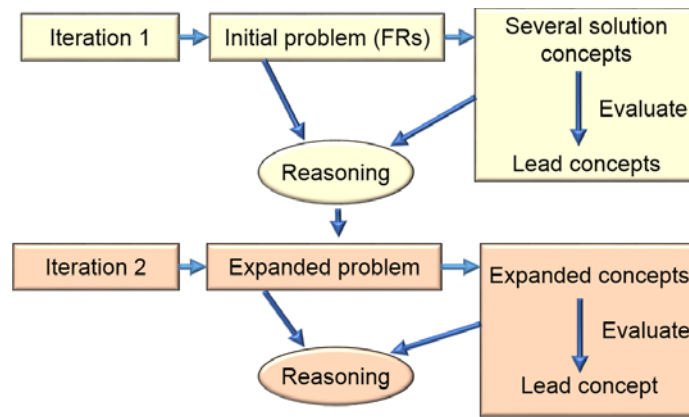 Iteration 1
Initial problem (FRs)
Several solution
concepts
Evaluate
Lead concepts
Reasoning
Iteration 2
Expanded problem
Expanded concepts
Evaluate
Lead concept
Reasoning